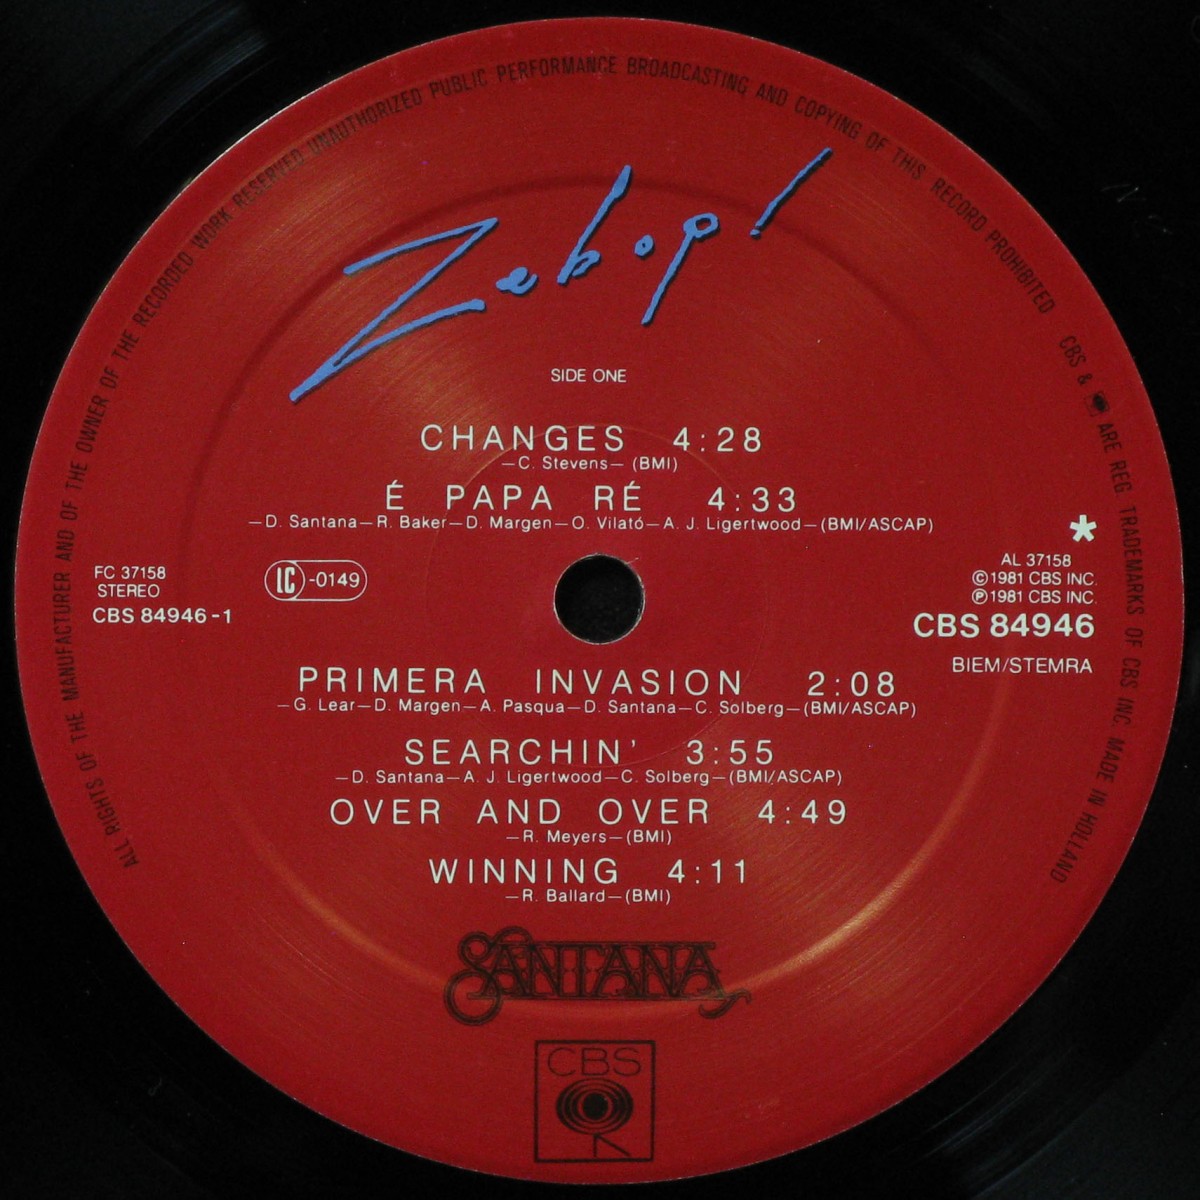 ALL RIGHTS OF THE MANUFACTURER AND OF THE OWNER OF THE RECORDED WORK RESERVED UNAUTHORIZED PUBLIC PERFORMANCE BROADCASTING AND COPYING OF THIS RECORD PROHIBITED CBS & ARE REG TRADEMARKS OF CBS INC. MADE IN HOLLAND
Zebop!
SIDE ONE
CHANGES 4:28
—C. Stevens— (BMI)
É PAPA RÉ 4:33
—D. Santana—R. Baker—D. Margen—O. Vilató—A. J. Ligertwood—(BMI/ASCAP)
FC 37158
STEREO
CBS 84946-1
LC-0149
*
AL 37158
©1981 CBS INC.
℗1981 CBS INC.
CBS 84946
BIEM/STEMRA
PRIMERA INVASION 2:08
—G. Lear—D. Margen—A. Pasqua—D. Santana—C. Solberg—(BMI/ASCAP)
SEARCHIN' 3:55
—D. Santana—A. J. Ligertwood—C. Solberg—(BMI/ASCAP)
OVER AND OVER 4:49
—R. Meyers—(BMI)
WINNING 4:11
—R. Ballard—(BMI)
SANTANA
CBS